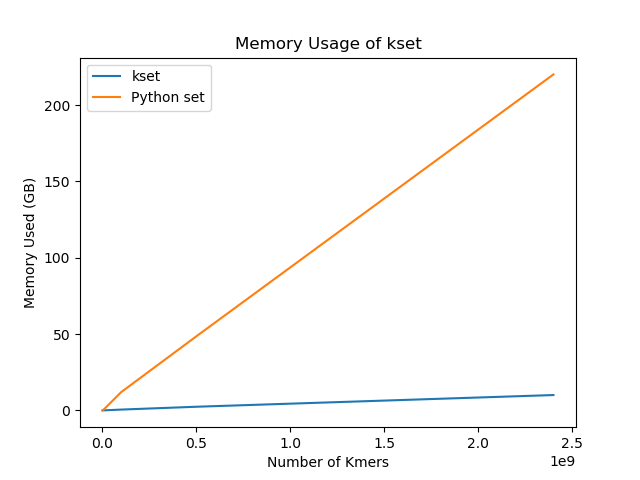 Memory Usage of kset
kset
Python set
Memory Used (GB)
200
150
100
50
0
0.0
0.5
1.0
1.5
2.0
2.5
1e9
Number of Kmers